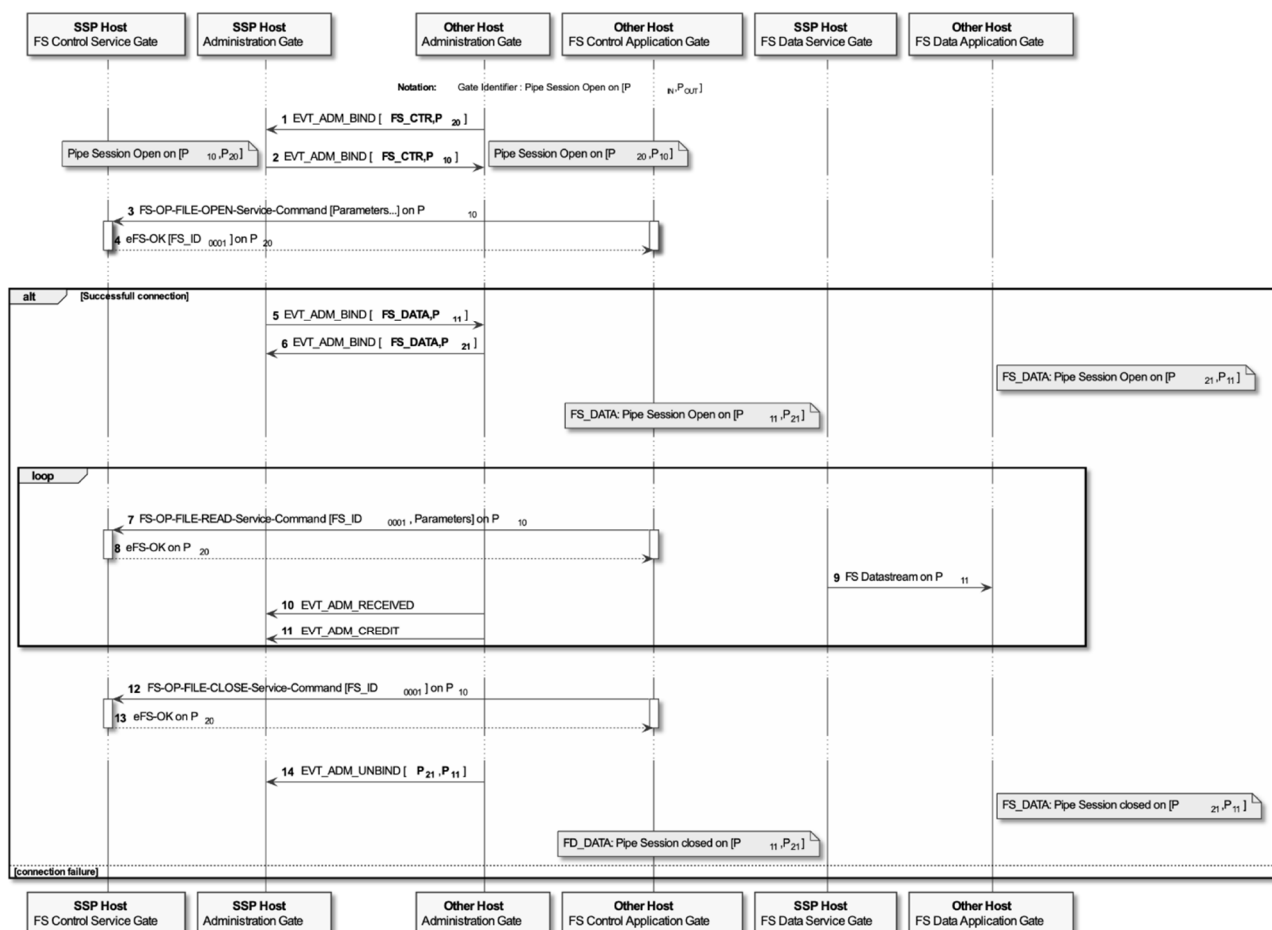 SSP Host
FS Control Service Gate
SSP Host
Administration Gate
Other Host
Administration Gate
Other Host
FS Control Application Gate
SSP Host
FS Data Service Gate
Other Host
FS Data Application Gate
Notation: Gate Identifier : Pipe Session Open on [P IN,POUT]
1 EVT_ADM_BIND [ FS_CTR,P 20 ]
Pipe Session Open on [P 10 ,P20]
2 EVT_ADM_BIND [ FS_CTR,P 10 ]
Pipe Session Open on [P 20 ,P10]
3 FS-OP-FILE-OPEN-Service-Command [Parameters...] on P 10
4 eFS-OK [FS_ID 0001 ] on P 20
alt [Successfull connection]
5 EVT_ADM_BIND [ FS_DATA,P 11 ]
6 EVT_ADM_BIND [ FS_DATA,P 21 ]
FS_DATA: Pipe Session Open on [P 21 ,P11 ]
FS_DATA: Pipe Session Open on [P 11 ,P21]
loop
7 FS-OP-FILE-READ-Service-Command [FS_ID 0001 , Parameters] on P 10
8 eFS-OK on P 20
9 FS Datastream on P 11
10 EVT_ADM_RECEIVED
11 EVT_ADM_CREDIT
12 FS-OP-FILE-CLOSE-Service-Command [FS_ID 0001 ] on P 10
13 eFS-OK on P 20
14 EVT_ADM_UNBIND [ P21 ,P11 ]
FS_DATA: Pipe Session closed on [P 21 ,P11 ]
FD_DATA: Pipe Session closed on [P 11 ,P21]
[connection failure]
SSP Host
FS Control Service Gate
SSP Host
Administration Gate
Other Host
Administration Gate
Other Host
FS Control Application Gate
SSP Host
FS Data Service Gate
Other Host
FS Data Application Gate